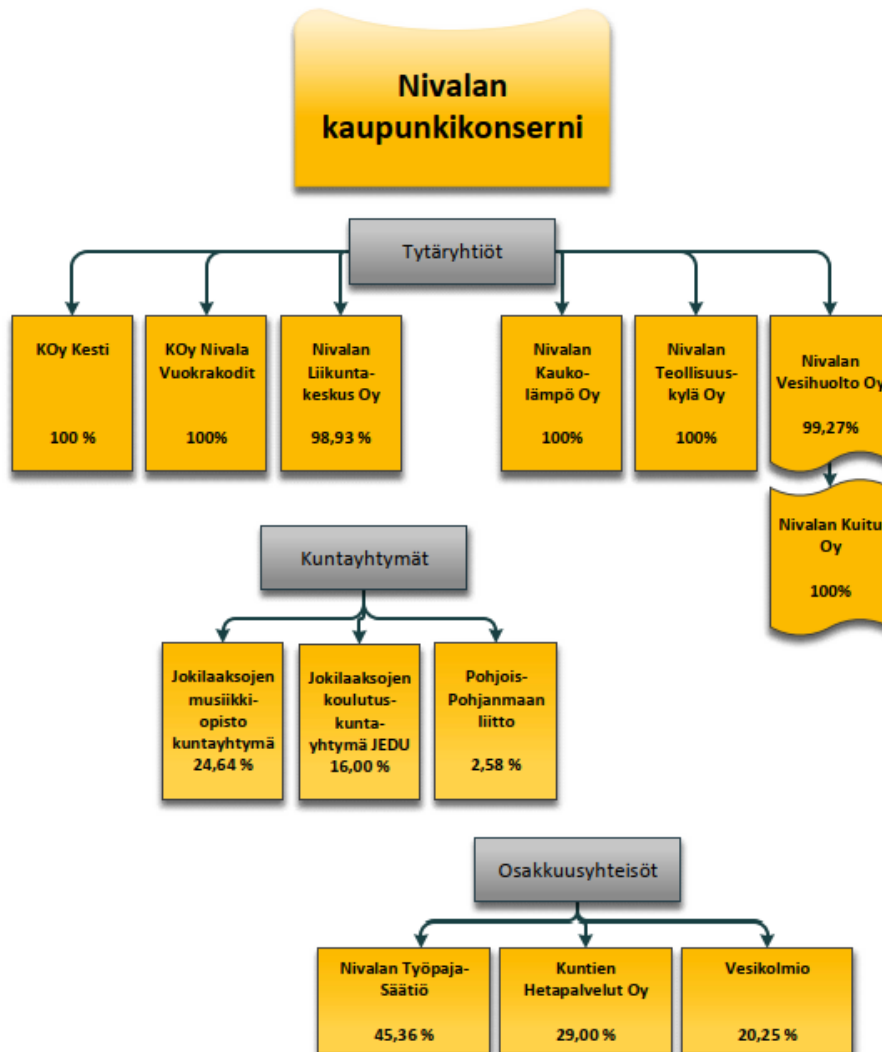 Nivalan
kaupunkikonserni
Tytäryhtiöt
KOy Kesti
100 %
KOy Nivala
Vuokrakodit
100%
Nivalan
Liikunta-
keskus Oy
98,93 %
Nivalan
Kauko-
lämpö Oy
100%
Nivalan
Teollisuus-
kylä Oy
100%
Nivalan
Vesihuolto Oy
99,27%
Nivalan Kuitu
Oy
100%
Kuntayhtymät
Jokilaaksojen
musiikki-
opisto
kuntayhtymä
24,64 %
Jokilaaksojen
koulutus-
kunta-
yhtymä JEDU
16,00 %
Pohjois-
Pohjanmaan
liitto
2,58 %
Osakkuusyhteisöt
Nivalan Työpaja-
Säätiö
45,36 %
Kuntien
Hetapalvelut Oy
29,00 %
Vesikolmio
20,25 %